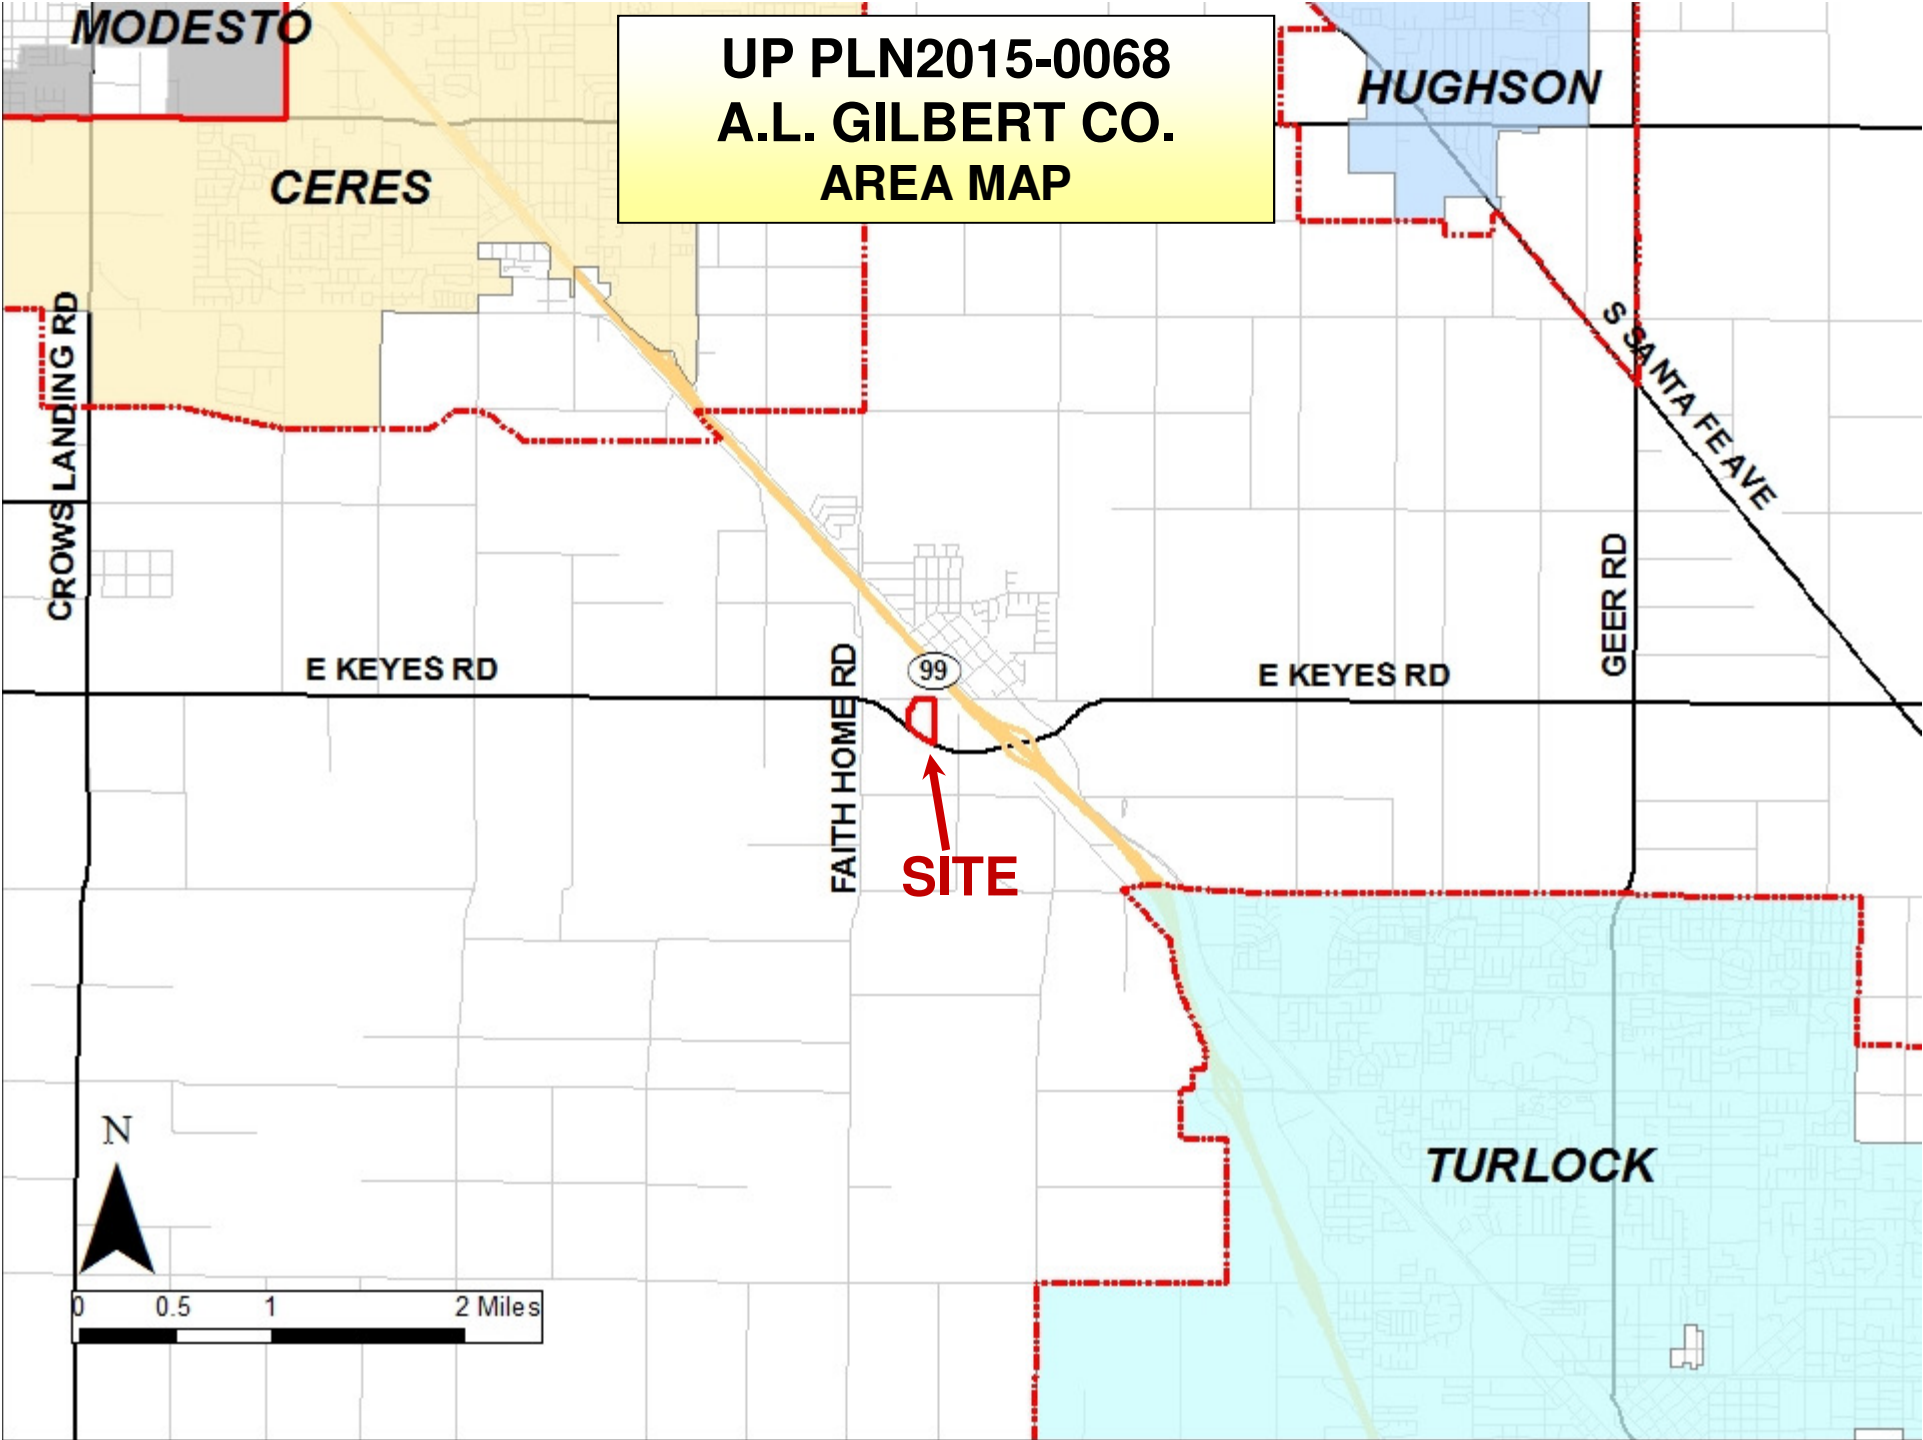 MODESTO
UP PLN2015-0068
A.L. GILBERT CO.
AREA MAP
HUGHSON
CERES
CROWS LANDING RD
S SANTA FE AVE
GEER RD
E KEYES RD
FAITH HOME RD
99
E KEYES RD
SITE
TURLOCK
N
0 0.5 1 2 Miles